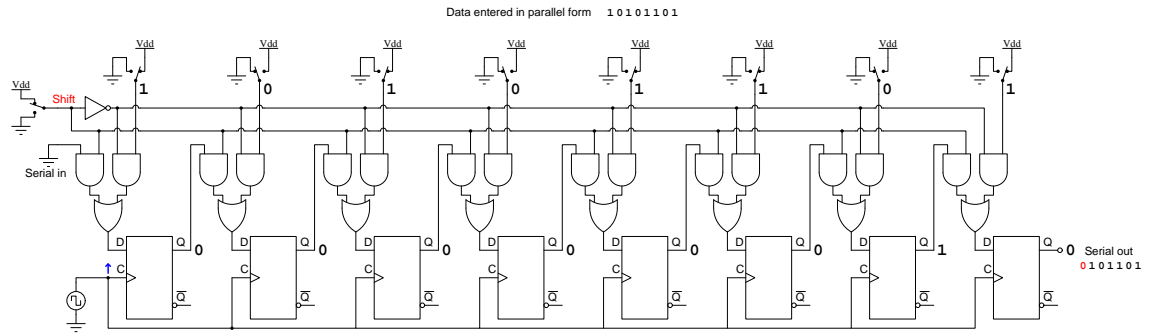 Data entered in parallel form 1 0 1 0 1 1 0 1
Vdd Vdd Vdd Vdd Vdd Vdd Vdd Vdd
Vdd
Shift
1 0 1 0 1 1 0 1
Serial in
D Q D Q D Q D Q D Q D Q D Q D Q
0 0 0 0 0 0 1 0
Serial out
0 1 0 1 1 0 1
C C C C C C C C
Q Q Q Q Q Q Q Q